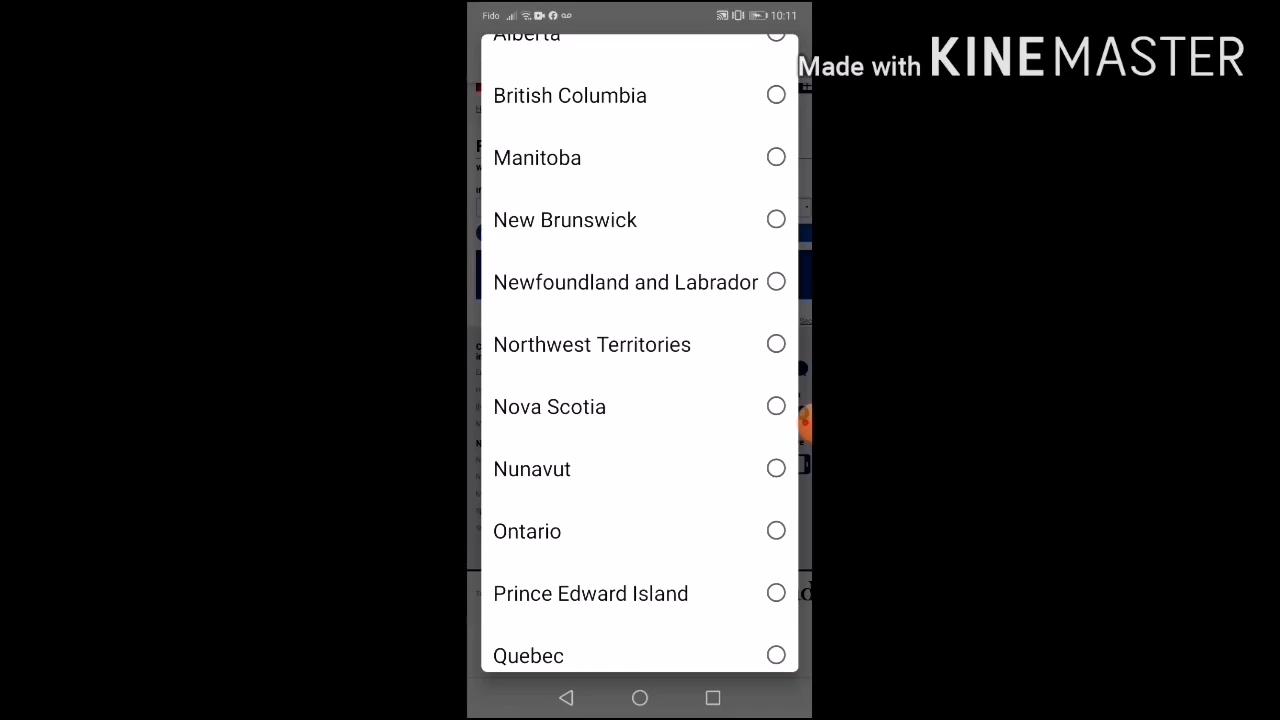 Fido
10:11
Made with KINEMASTER
Alberta
British Columbia
Manitoba
New Brunswick
Newfoundland and Labrador
Northwest Territories
Nova Scotia
Nunavut
Ontario
Prince Edward Island
Quebec